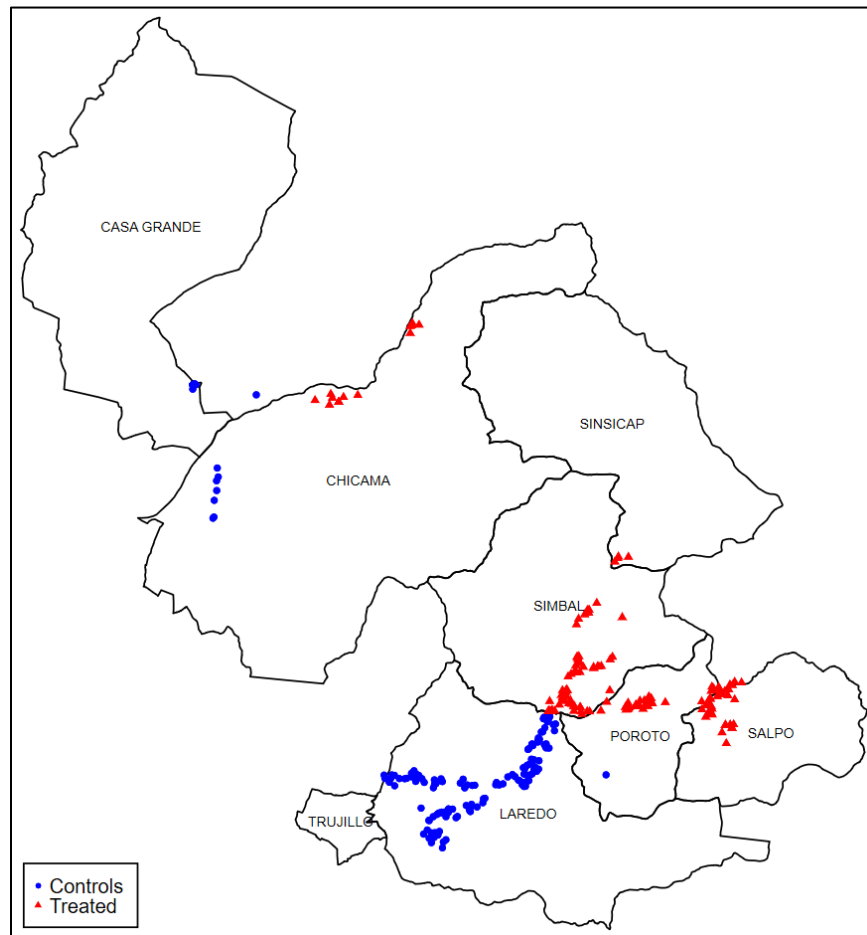 CASA GRANDE
SINSICAP
CHICAMA
SIMBAL
POROTO
SALPO
LAREDO
TRUJILLO
Controls
Treated